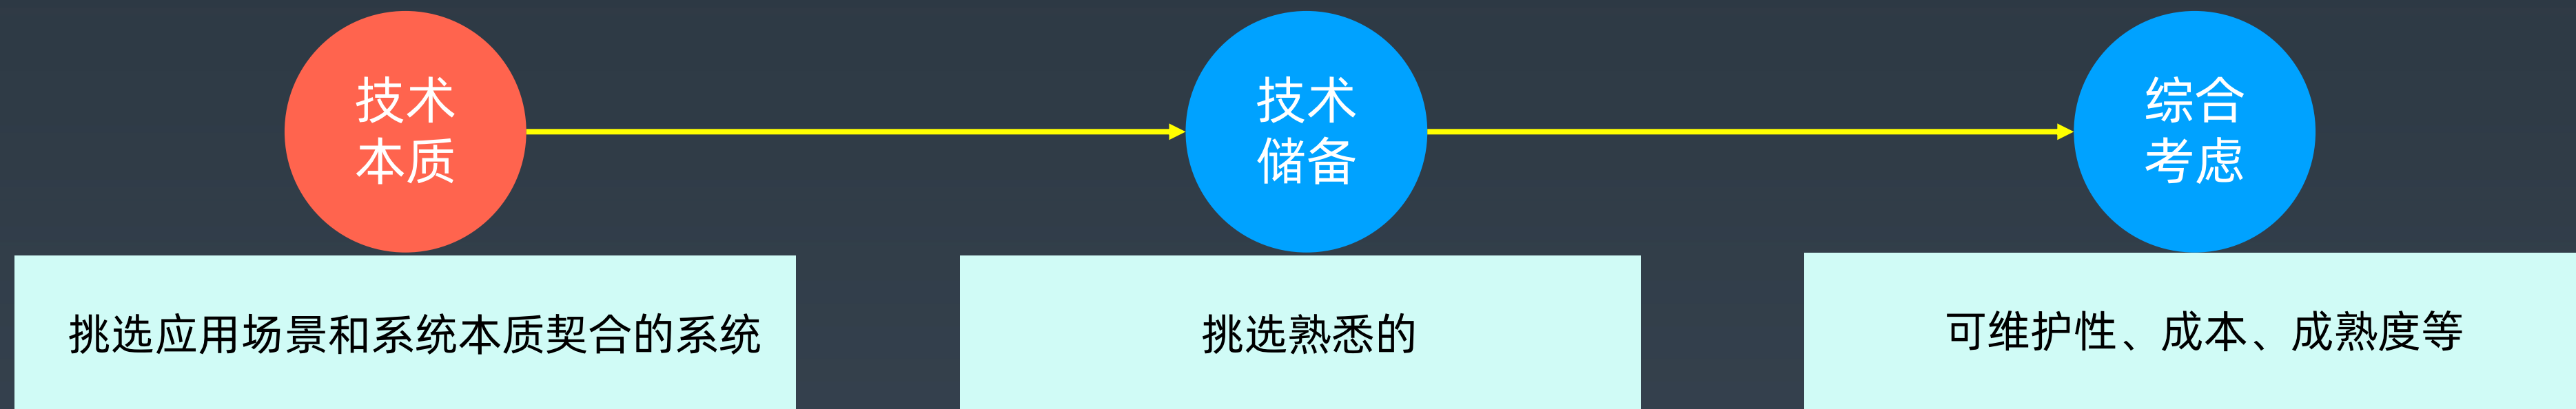 技术
本质
技术
储备
综合
考虑
挑选应用场景和系统本质契合的系统
挑选熟悉的
可维护性、成本、成熟度等